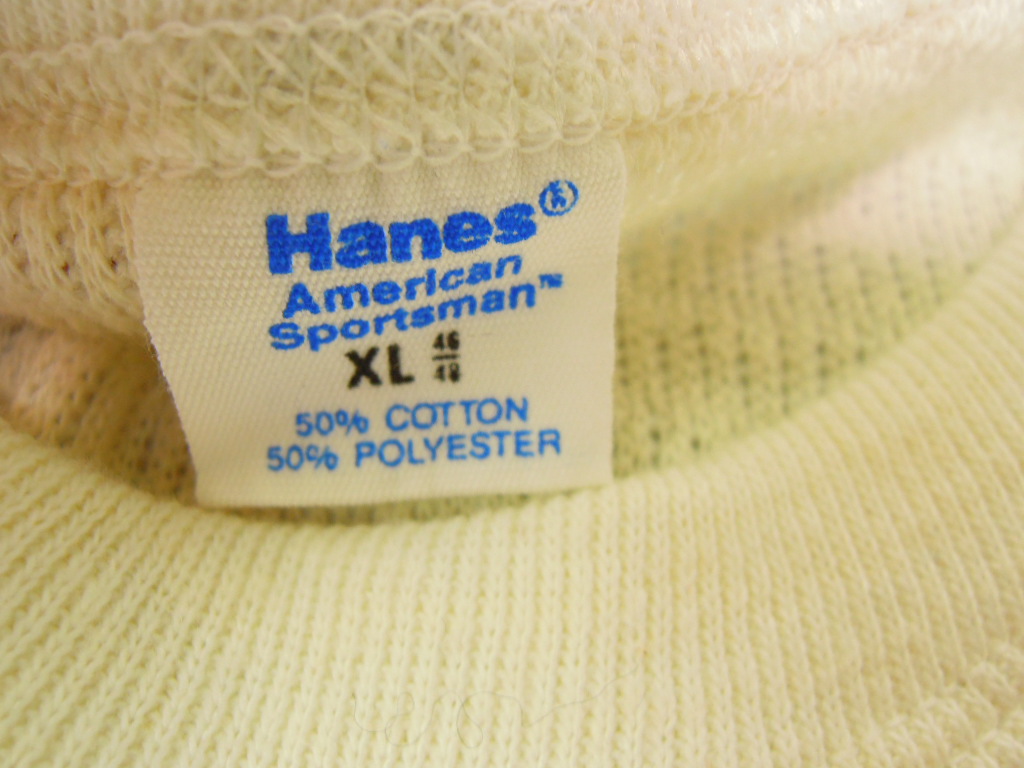 Hanes®
American
Sportsman™
XL 46/48
50% COTTON
50% POLYESTER